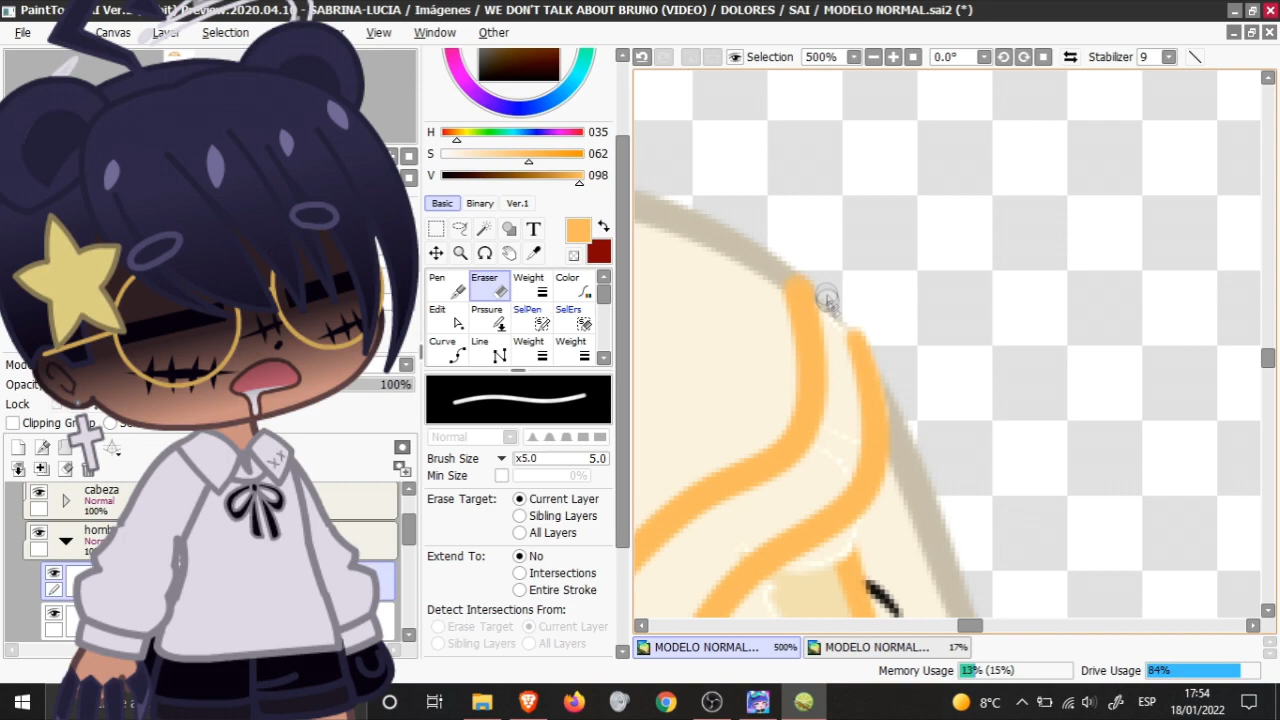 PaintTo AI Ver. Preview.2020.04.10 - SABRINA-LUCIA / Imágenes / WE DON'T TALK ABOUT BRUNO (VIDEO) / DOLORES / SAI / MODELO NORMAL.sai2 (*)
File Canvas Layer Selection View Window Other
Selection 500% 0.0° Stabilizer 9
H 035
S 062
V 098
Basic Binary Ver.1
T
Pen Eraser Weight Color
Edit Prssure SelPen SelErs
Curve Line Weight Weight
Mod
Opacit 100%
Lock
Clipping Gr
Normal
Brush Size x5.0 5.0
Min Size 0%
Erase Target: Current Layer
Sibling Layers
All Layers
Extend To: No
Intersections
Entire Stroke
Detect Intersections From:
Erase Target Current Layer
Sibling Layers All Layers
cabeza
Normal
100%
homb
MODELO NORMAL... 500% MODELO NORMAL... 17%
Memory Usage 13% (15%) Drive Usage 84%
8°C ESP 17:54
18/01/2022